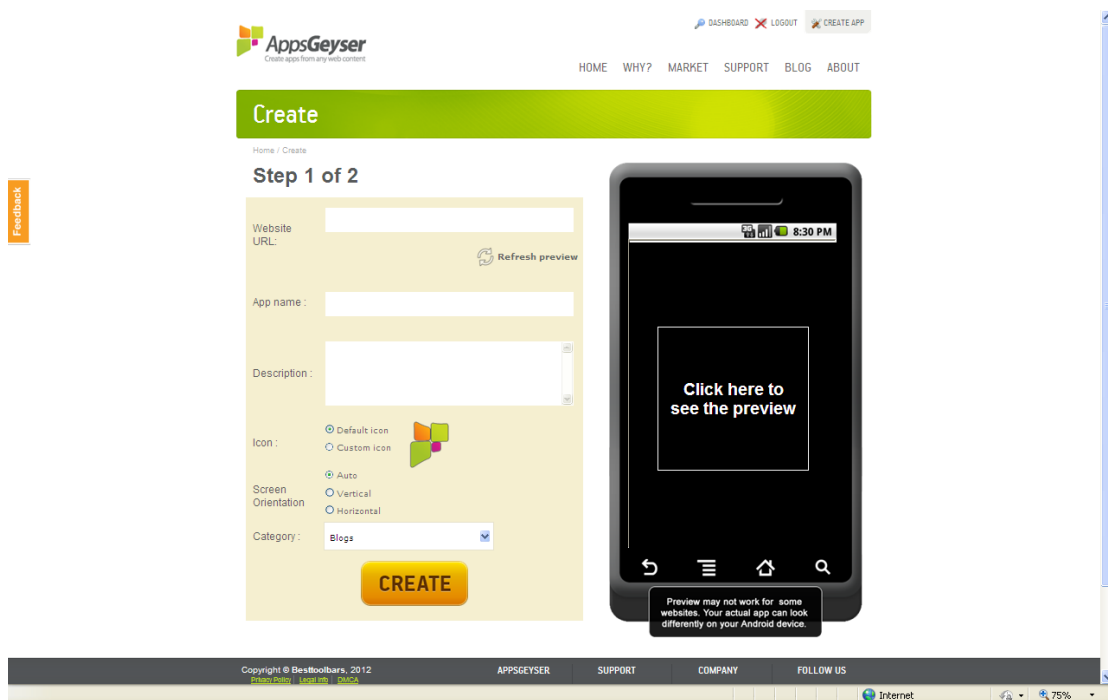 DASHBOARD LOGOUT CREATE APP
AppsGeyser
Create apps from any web content
HOME WHY? MARKET SUPPORT BLOG ABOUT
Create
Home / Create
Step 1 of 2
Feedback
Website
URL:
Refresh preview
App name :
Description :
Icon :
Default icon
Custom icon
Screen
Orientation
Auto
Vertical
Horizontal
Category :
Blogs
CREATE
3G 8:30 PM
Click here to
see the preview
Preview may not work for some
websites. Your actual app can look
differently on your Android device.
Copyright © Besttoolbars, 2012
Privacy Policy | Legal Info | DMCA
APPSGEYSER SUPPORT COMPANY FOLLOW US
Internet 75%